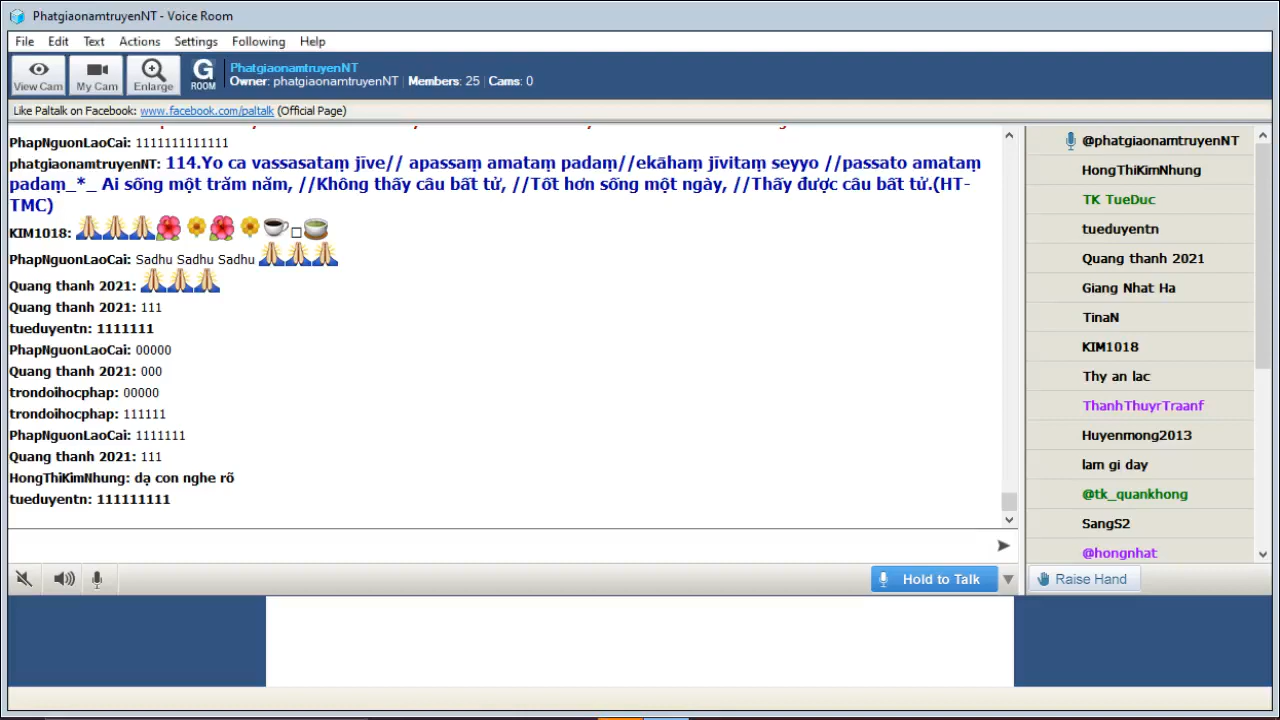 PhatgiaonamtruyenNT - Voice Room
File Edit Text Actions Settings Following Help
View Cam My Cam Enlarge G ROOM
PhatgiaonamtruyenNT
Owner: phatgiaonamtruyenNT Members: 25 Cams: 0
Like Paltalk on Facebook: www.facebook.com/paltalk (Official Page)
PhapNguonLaoCai: 1111111111111
phatgiaonamtruyenNT: 114.Yo ca vassasataṃ jīve// apassaṃ amataṃ padaṃ//ekāhaṃ jīvitaṃ seyyo //passato amataṃ
padaṃ_*_ Ai sống một trăm năm, //Không thấy câu bất tử, //Tốt hơn sống một ngày, //Thấy được câu bất tử.(HT-
TMC)
KIM1018:
PhapNguonLaoCai: Sadhu Sadhu Sadhu
Quang thanh 2021:
Quang thanh 2021: 111
tueduyentn: 1111111
PhapNguonLaoCai: 00000
Quang thanh 2021: 000
trondoihocphap: 00000
trondoihocphap: 111111
PhapNguonLaoCai: 1111111
Quang thanh 2021: 111
HongThiKimNhung: dạ con nghe rõ
tueduyentn: 111111111
Hold to Talk
@phatgiaonamtruyenNT
HongThiKimNhung
TK TueDuc
tueduyentn
Quang thanh 2021
Giang Nhat Ha
TinaN
KIM1018
Thy an lac
ThanhThuyrTraanf
Huyenmong2013
lam gi day
@tk_quankhong
SangS2
@hongnhat
Raise Hand